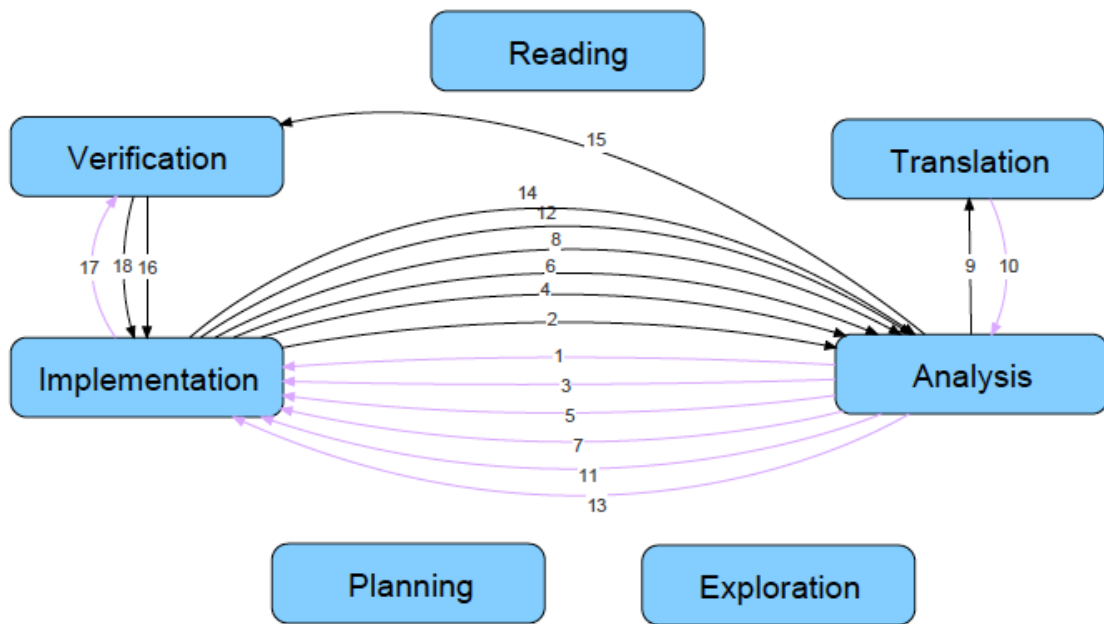 Reading
Verification
Translation
15
14
12
8
6
4
2
17
18
16
9
10
1
3
5
7
11
13
Implementation
Analysis
Planning
Exploration